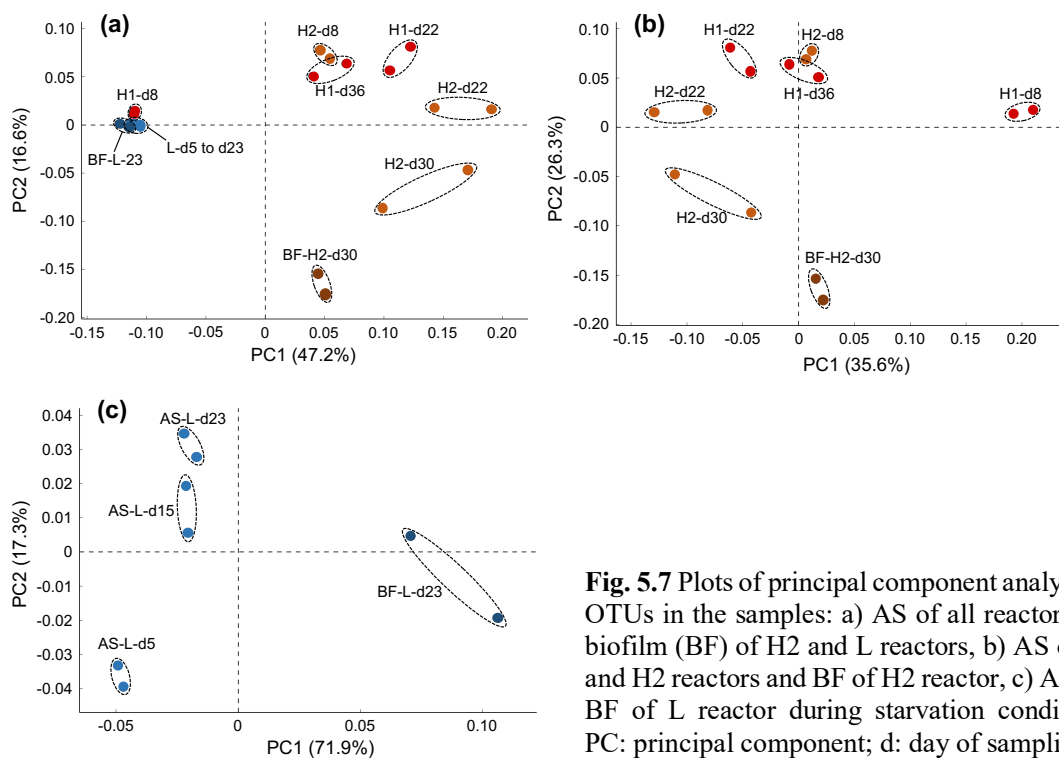 (a)
0.10
0.05
0
-0.05
-0.10
-0.15
-0.20
PC2 (16.6%)
H2-d8
H1-d22
H1-d36
H1-d8
H2-d22
BF-L-23
L-d5 to d23
H2-d30
BF-H2-d30
-0.15
-0.10
-0.05
0
0.05
0.10
0.15
0.20
PC1 (47.2%)
(b)
0.10
0.05
0
-0.05
-0.10
-0.15
-0.20
PC2 (26.3%)
H1-d22
H2-d8
H2-d22
H1-d36
H1-d8
H2-d30
BF-H2-d30
-0.15
-0.10
-0.05
0
0.05
0.10
0.15
0.20
PC1 (35.6%)
(c)
0.04
0.03
0.02
0.01
0
-0.01
-0.02
-0.03
-0.04
PC2 (17.3%)
AS-L-d23
AS-L-d15
BF-L-d23
AS-L-d5
-0.05
0
0.05
0.10
PC1 (71.9%)
Fig. 5.7 Plots of principal component analy
OTUs in the samples: a) AS of all reactor
biofilm (BF) of H2 and L reactors, b) AS
and H2 reactors and BF of H2 reactor, c) A
BF of L reactor during starvation condi
PC: principal component; d: day of sampli